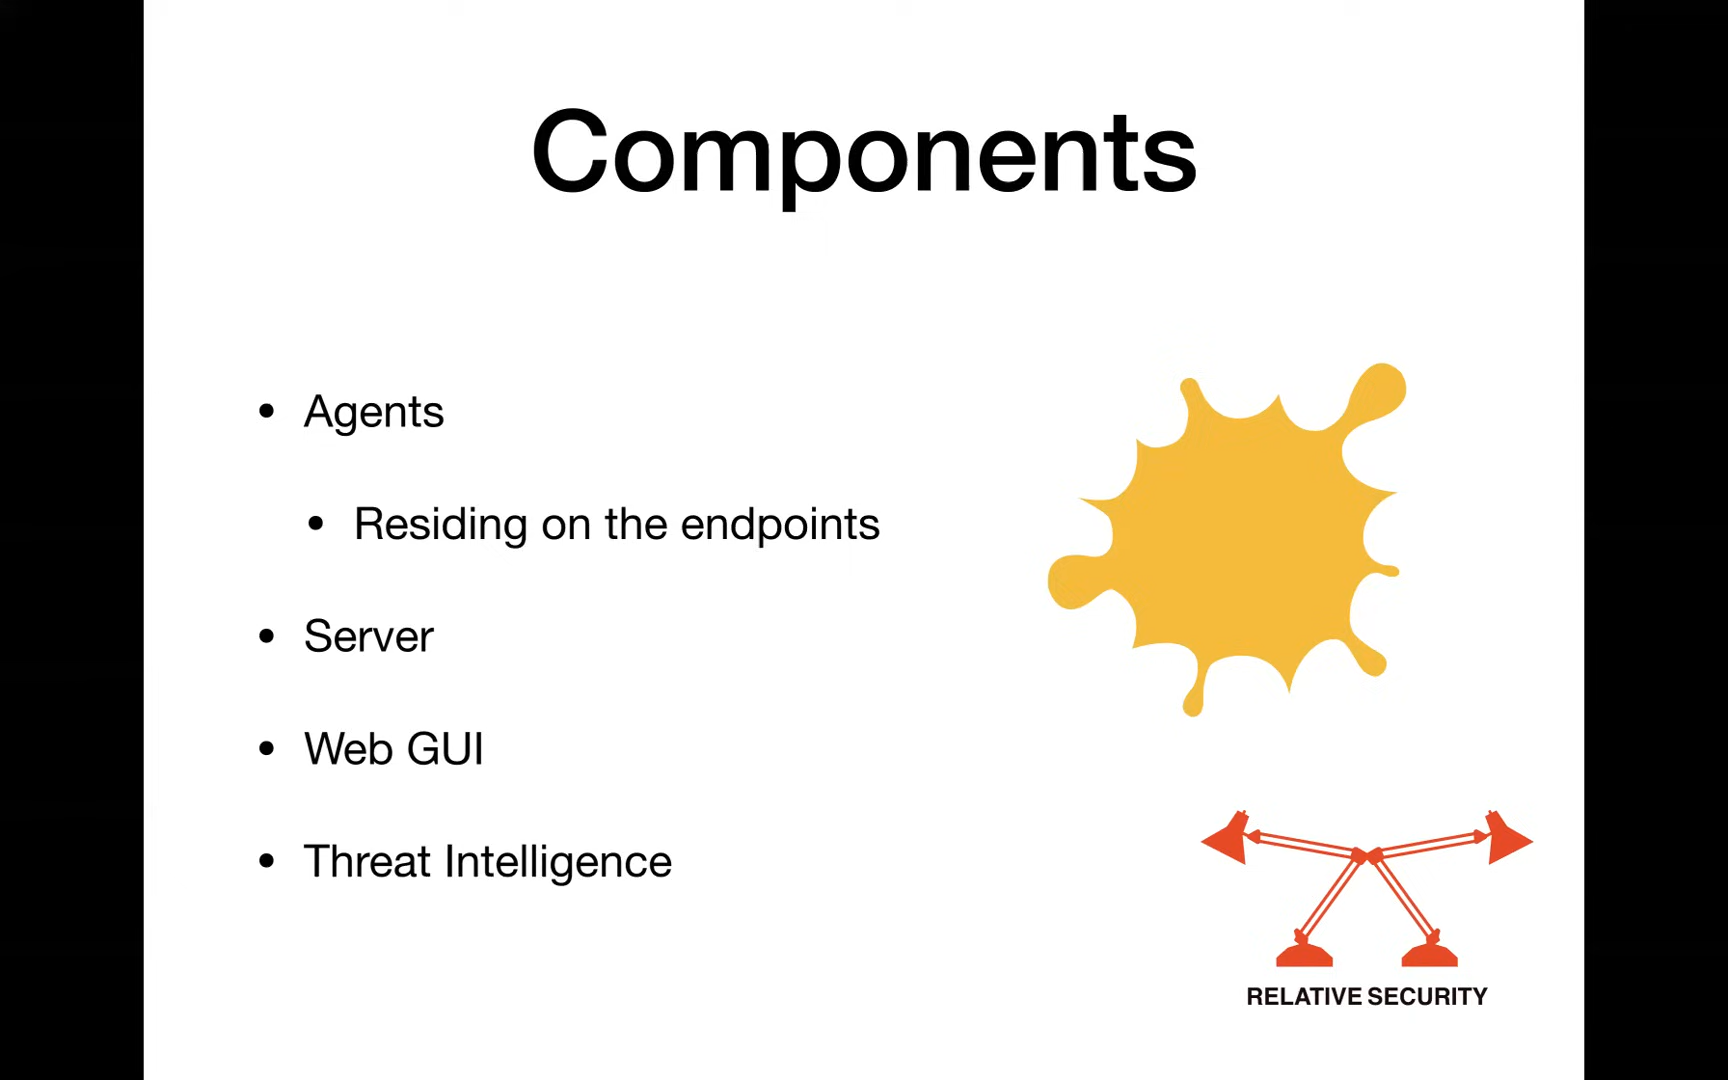 Components
• Agents
• Residing on the endpoints
• Server
• Web GUI
• Threat Intelligence
RELATIVE SECURITY